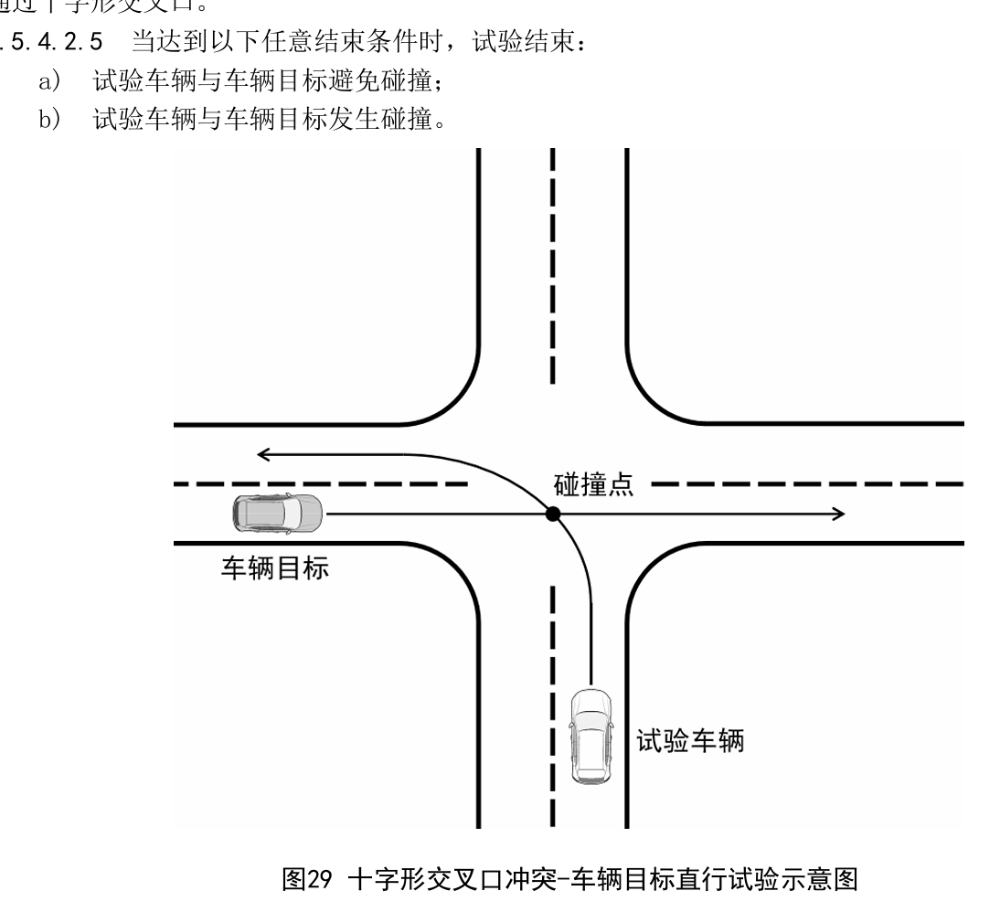 通过十字形交叉口。
.5.4.2.5 当达到以下任意结束条件时，试验结束：
a) 试验车辆与车辆目标避免碰撞；
b) 试验车辆与车辆目标发生碰撞。
碰撞点
车辆目标
试验车辆
图29 十字形交叉口冲突-车辆目标直行试验示意图